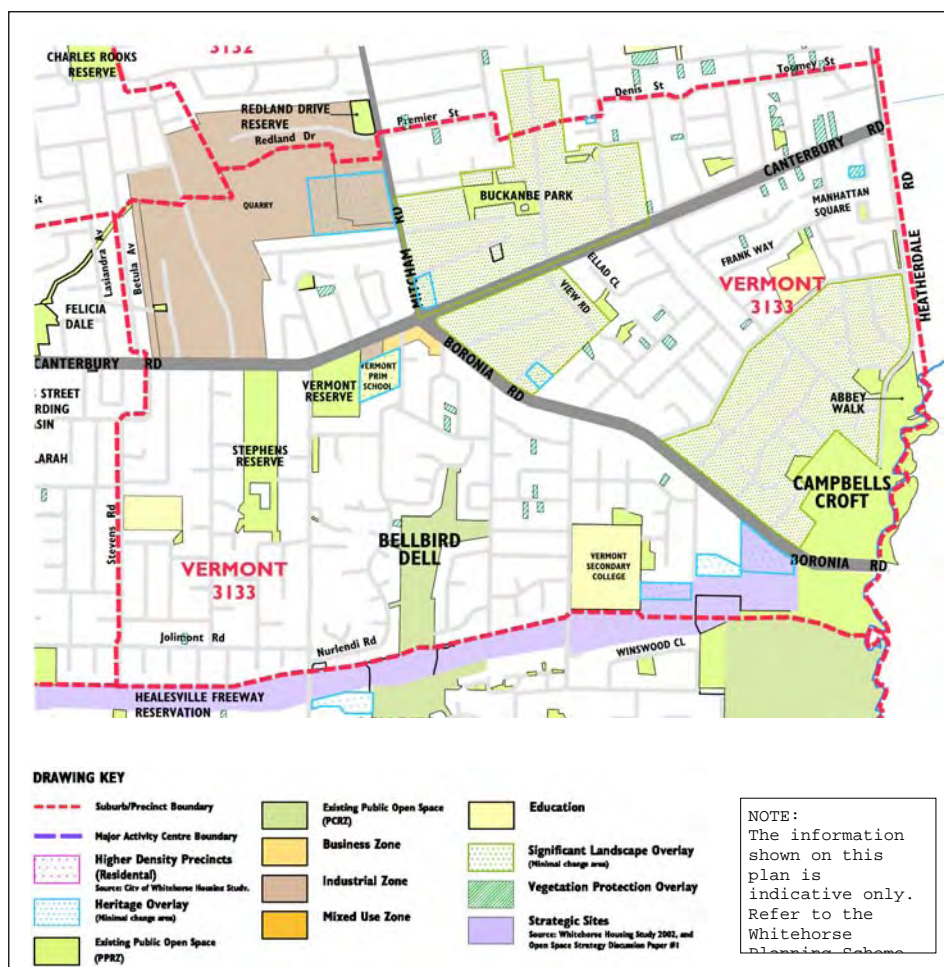 3132
CHARLES ROOKS
RESERVE
REDLAND DRIVE
RESERVE
Redland Dr
Premier St
Denis St
Toomey St
CANTERBURY RD
BUCKANBE PARK
QUARRY
MITCHAM RD
St
Lasiandra Av
Betula Av
MANHATTAN
SQUARE
FRANK WAY
HEATHERDALE RD
ELLAD CL
VIEW RD
VERMONT
3133
FELICIA
DALE
CANTERBURY RD
BORONIA RD
VERMONT
PRIM
SCHOOL
VERMONT
RESERVE
STREET
RDING
ASIN
LARAH
ABBEY
WALK
STEPHENS
RESERVE
CAMPBELLS
CROFT
Stevens Rd
BELLBIRD
DELL
VERMONT
SECONDARY
COLLEGE
BORONIA RD
VERMONT
3133
Jolimont Rd
Nurlendi Rd
WINSWOOD CL
HEALESVILLE FREEWAY
RESERVATION
DRAWING KEY
Suburb/Precinct Boundary
Major Activity Centre Boundary
Higher Density Precincts
(Residential)
Source: City of Whitehorse Housing Study.
Heritage Overlay
(Minimal change area)
Existing Public Open Space
(PPRZ)
Existing Public Open Space
(PCRZ)
Business Zone
Industrial Zone
Mixed Use Zone
Education
Significant Landscape Overlay
(Minimal change area)
Vegetation Protection Overlay
Strategic Sites
Source: Whitehorse Housing Study 2002, and
Open Space Strategy Discussion Paper #1
NOTE:
The information
shown on this
plan is
indicative only.
Refer to the
Whitehorse
Planning Scheme